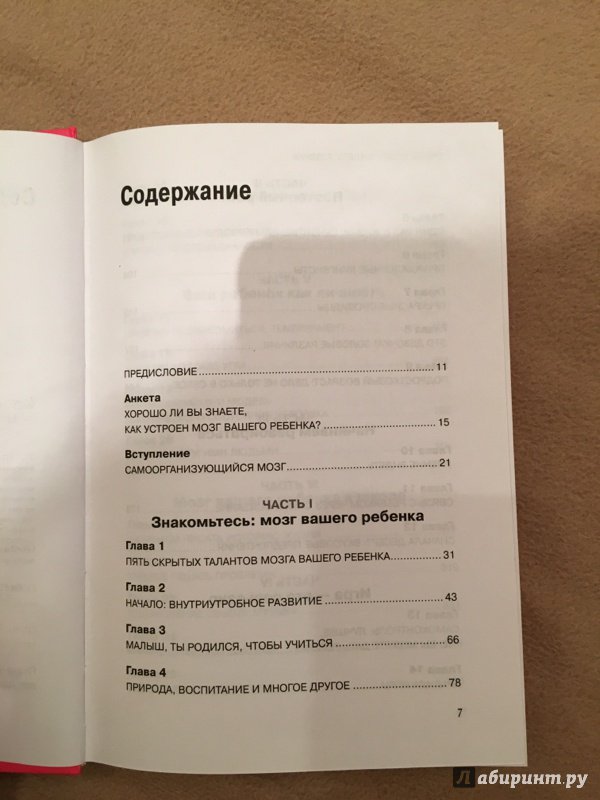 Содержание
ПРЕДИСЛОВИЕ 11
Анкета
ХОРОШО ЛИ ВЫ ЗНАЕТЕ,
КАК УСТРОЕН МОЗГ ВАШЕГО РЕБЕНКА? 15
Вступление
САМООРГАНИЗУЮЩИЙСЯ МОЗГ 21
ЧАСТЬ I
Знакомьтесь: мозг вашего ребенка
Глава 1
ПЯТЬ СКРЫТЫХ ТАЛАНТОВ МОЗГА ВАШЕГО РЕБЕНКА 31
Глава 2
НАЧАЛО: ВНУТРИУТРОБНОЕ РАЗВИТИЕ 43
Глава 3
МАЛЫШ, ТЫ РОДИЛСЯ, ЧТОБЫ УЧИТЬСЯ 66
Глава 4
ПРИРОДА, ВОСПИТАНИЕ И МНОГОЕ ДРУГОЕ 78
7
Лабиринт.ру